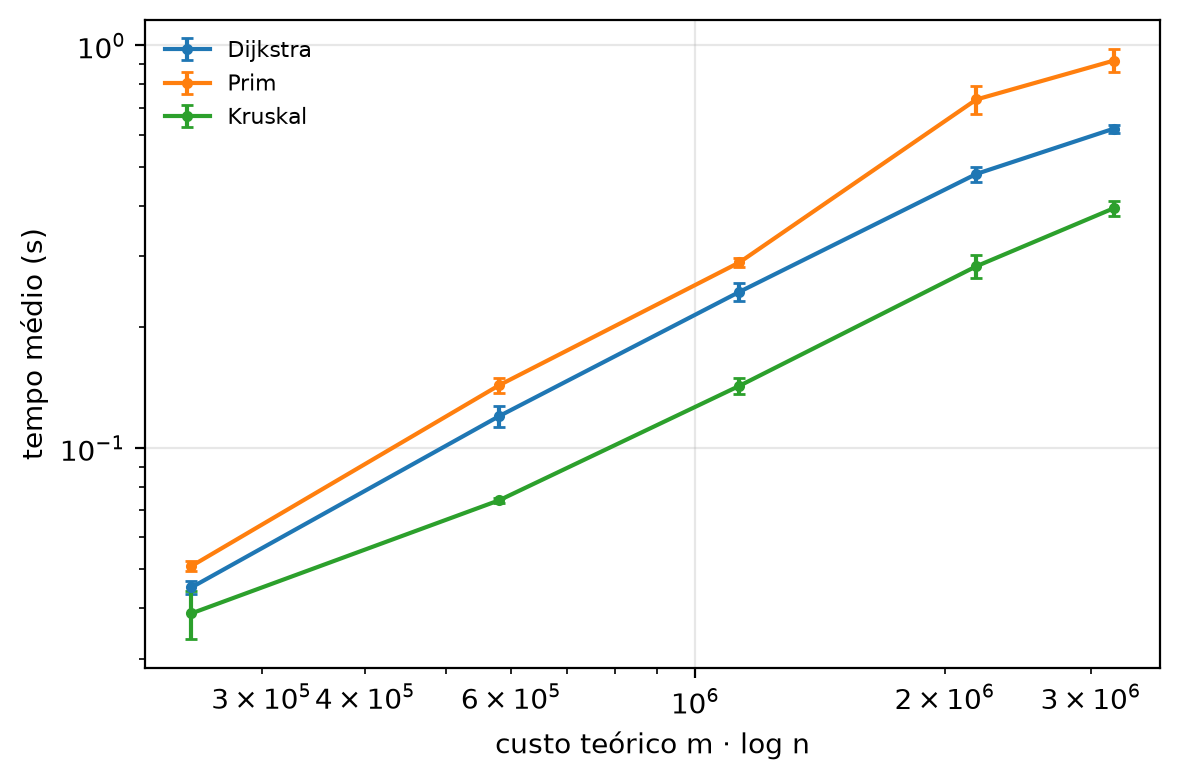 10⁰
10⁻¹
tempo médio (s)
Dijkstra
Prim
Kruskal
3 × 10⁵ 4 × 10⁵ 6 × 10⁵ 10⁶ 2 × 10⁶ 3 × 10⁶
custo teórico m · log n